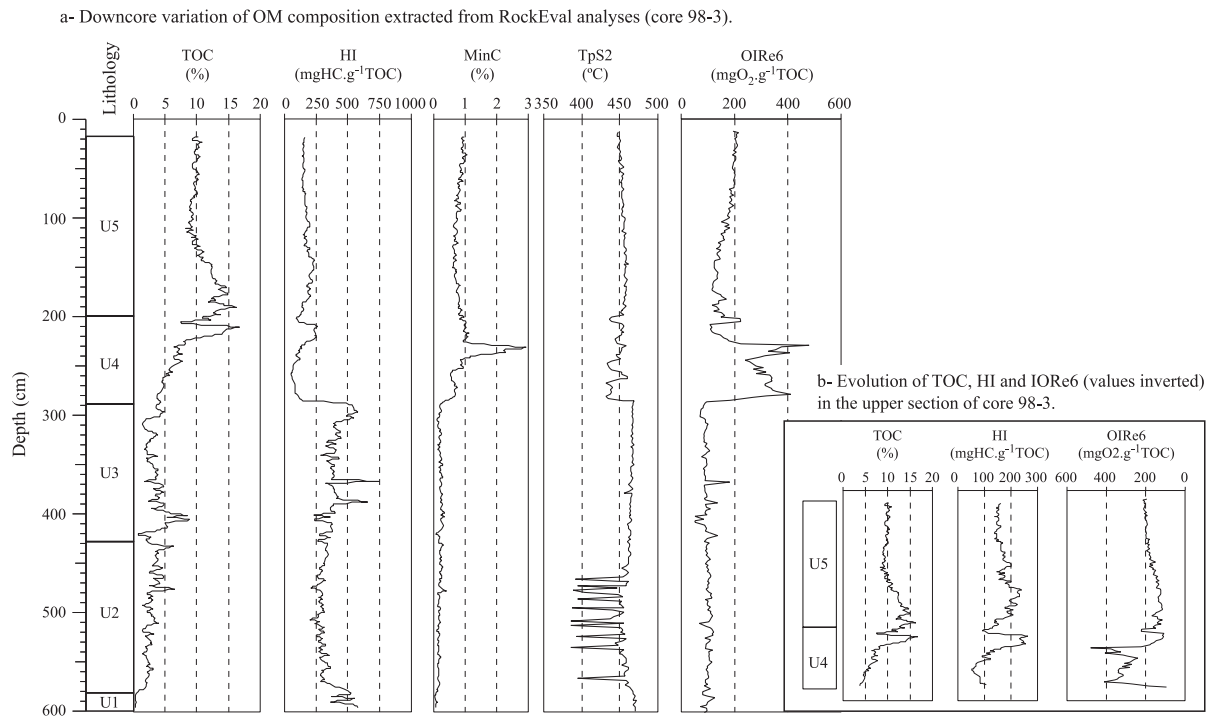 a- Downcore variation of OM composition extracted from RockEval analyses (core 98-3).
Lithology
TOC
(%)
HI
(mgHC.g⁻¹TOC)
MinC
(%)
TpS2
(ºC)
OIRe6
(mgO₂.g⁻¹TOC)
0 5 10 15 20
0 250 500 750 1000
0 1 2 3
350 400 450 500
0 200 400 600
Depth (cm)
0
100
200
300
400
500
600
U5
U4
U3
U2
U1
b- Evolution of TOC, HI and IORe6 (values inverted)
in the upper section of core 98-3.
TOC
(%)
HI
(mgHC.g⁻¹TOC)
OIRe6
(mgO2.g⁻¹TOC)
0 5 10 15 20
0 100 200 300
600 400 200 0
U5
U4